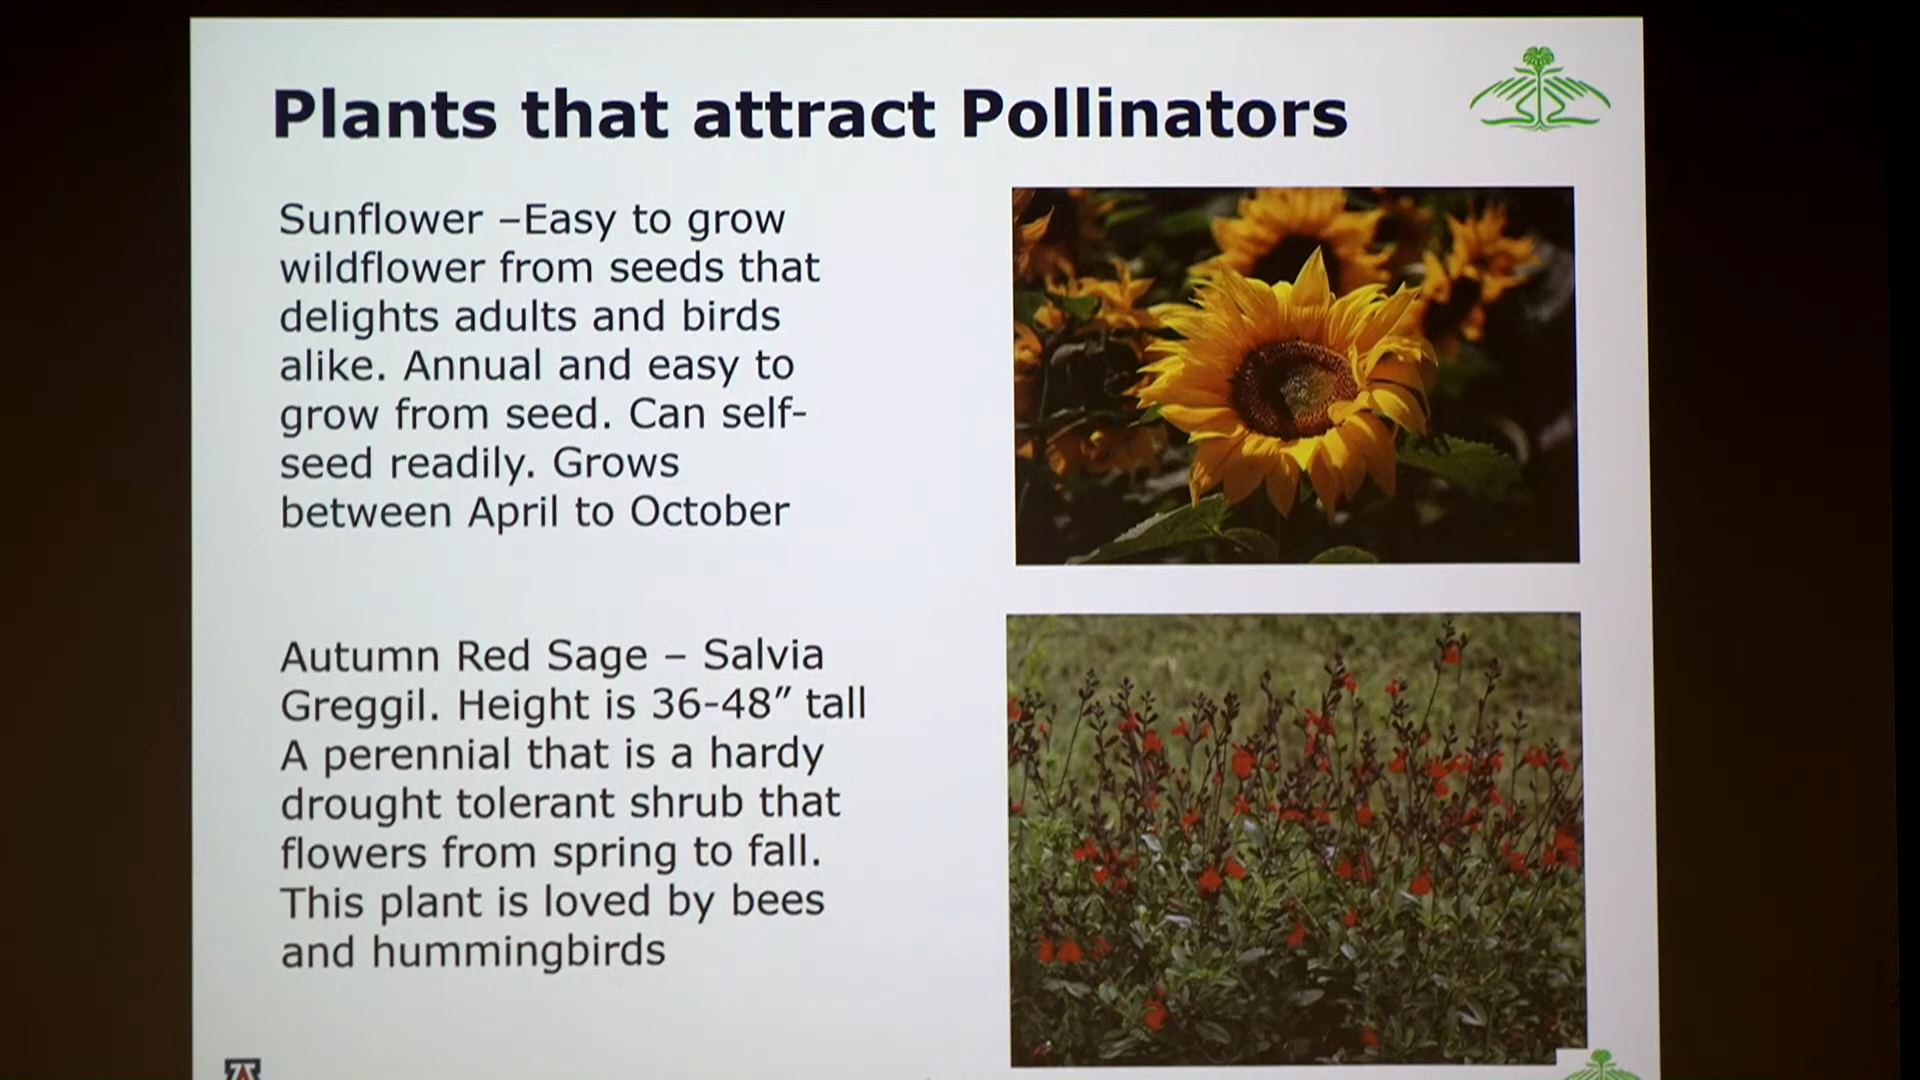 Plants that attract Pollinators
Sunflower –Easy to grow
wildflower from seeds that
delights adults and birds
alike. Annual and easy to
grow from seed. Can self-
seed readily. Grows
between April to October
Autumn Red Sage – Salvia
Greggil. Height is 36-48” tall
A perennial that is a hardy
drought tolerant shrub that
flowers from spring to fall.
This plant is loved by bees
and hummingbirds